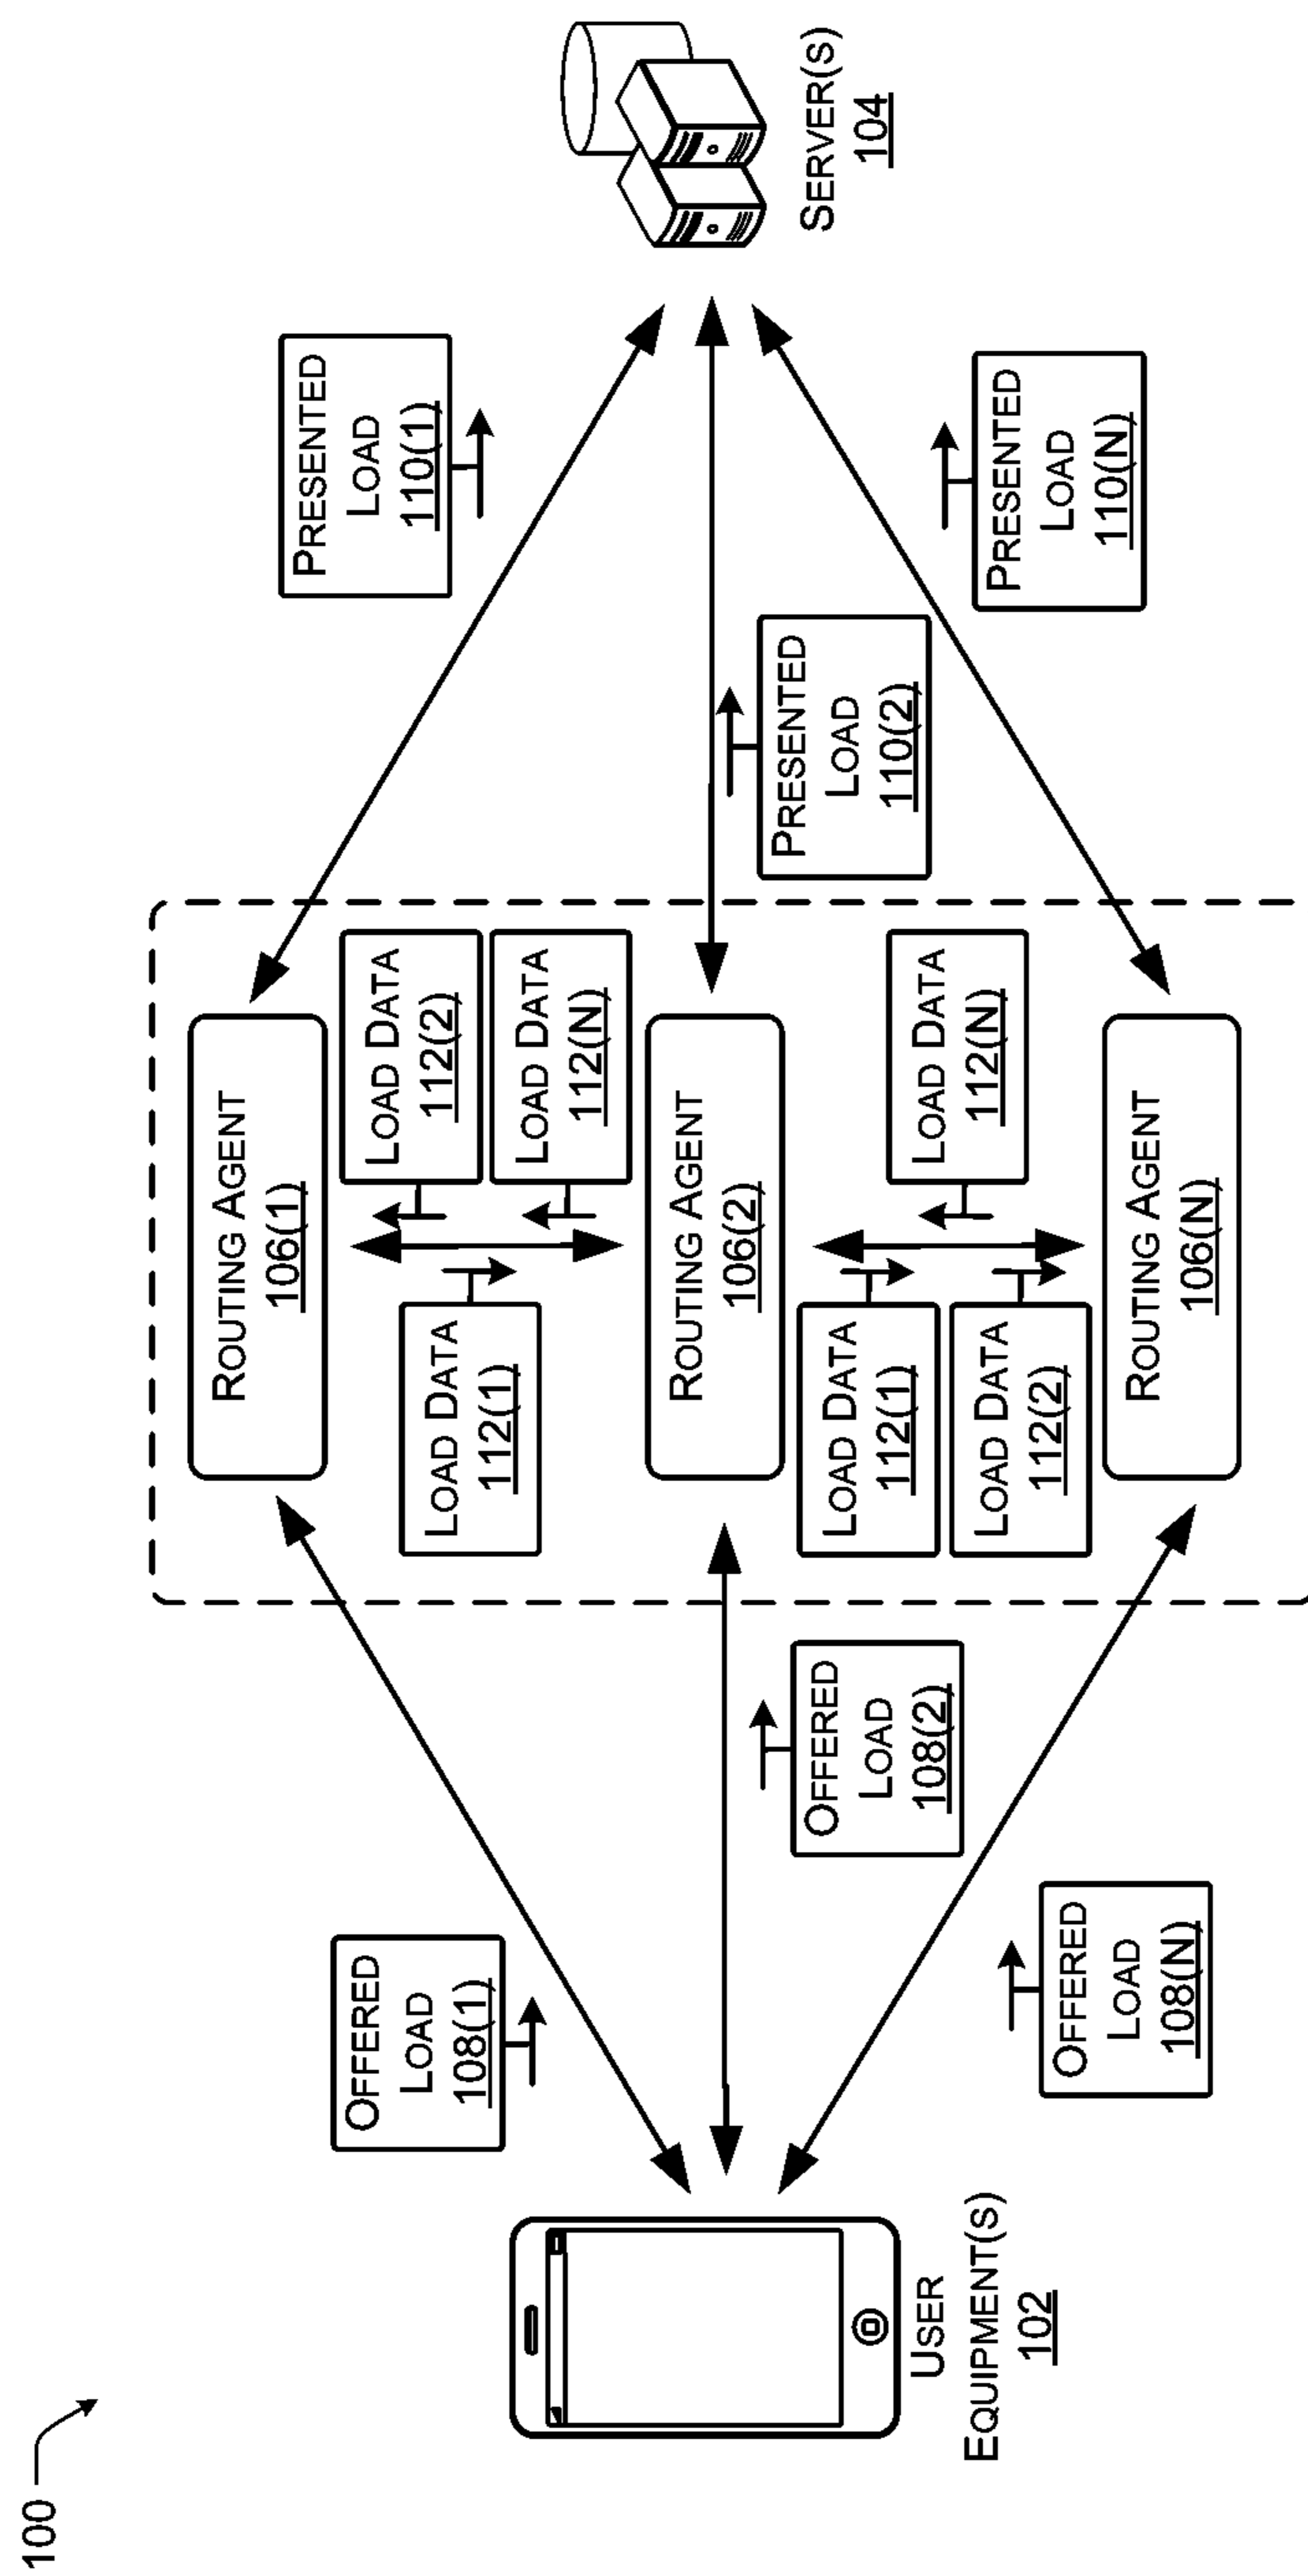 100
USER
EQUIPMENT(S)
102
OFFERED
LOAD
108(1)
OFFERED
LOAD
108(2)
OFFERED
LOAD
108(N)
ROUTING AGENT
106(1)
LOAD DATA
112(1)
LOAD DATA
112(2)
LOAD DATA
112(N)
ROUTING AGENT
106(2)
LOAD DATA
112(1)
LOAD DATA
112(2)
LOAD DATA
112(N)
ROUTING AGENT
106(N)
PRESENTED
LOAD
110(1)
PRESENTED
LOAD
110(2)
PRESENTED
LOAD
110(N)
SERVER(S)
104